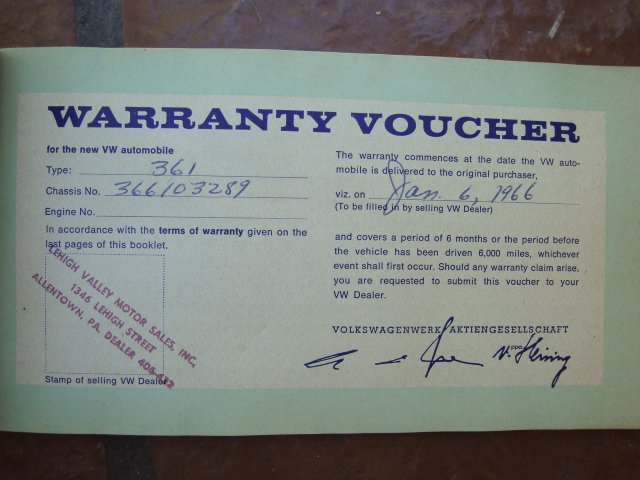 WARRANTY VOUCHER
for the new VW automobile
Type: 361
Chassis No. 366103289
Engine No.
In accordance with the terms of warranty given on the
last pages of this booklet.
LEHIGH VALLEY MOTOR SALES, INC.
1346 LEHIGH STREET
ALLENTOWN, PA. DEALER 406-432
Stamp of selling VW Dealer
The warranty commences at the date the VW auto-
mobile is delivered to the original purchaser,
viz. on Jan. 6, 1966
(To be filled in by selling VW Dealer)
and covers a period of 6 months or the period before
the vehicle has been driven 6,000 miles, whichever
event shall first occur. Should any warranty claim arise,
you are requested to submit this voucher to your
VW Dealer.
VOLKSWAGENWERK AKTIENGESELLSCHAFT
ppa